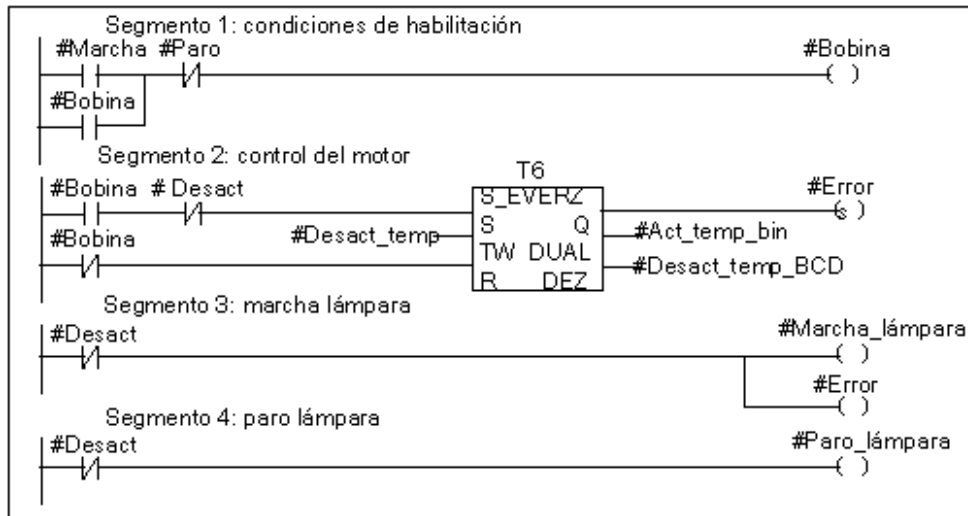 Segmento 1: condiciones de habilitación
#Marcha #Paro #Bobina
#Bobina
Segmento 2: control del motor
T6
#Bobina # Desact S_EVERZ #Error
s
#Bobina #Desact_temp S Q #Act_temp_bin
TW DUAL #Desact_temp_BCD
R DEZ
Segmento 3: marcha lámpara
#Desact #Marcha_lámpara
#Error
Segmento 4: paro lámpara
#Desact #Paro_lámpara